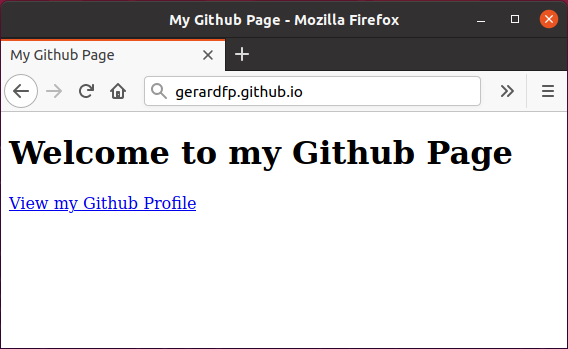 My Github Page - Mozilla Firefox
My Github Page
gerardfp.github.io
Welcome to my Github Page
View my Github Profile